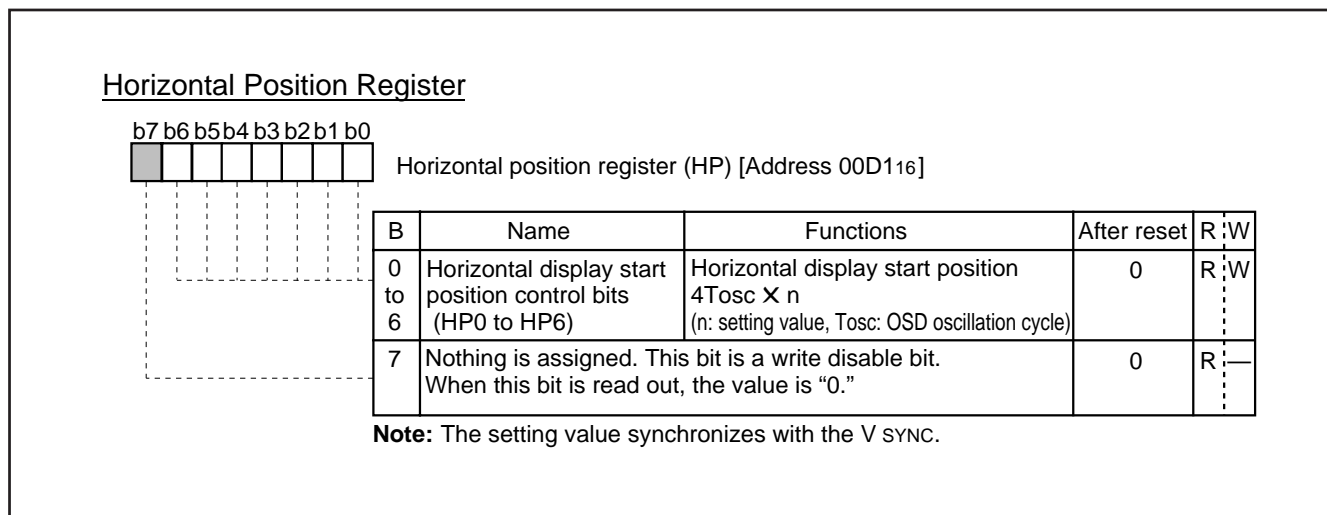 Horizontal Position Register
b7 b6 b5 b4 b3 b2 b1 b0
Horizontal position register (HP) [Address 00D116]
B Name Functions After reset R W
0 to 6 Horizontal display start position control bits (HP0 to HP6) Horizontal display start position 4Tosc ✕ n (n: setting value, Tosc: OSD oscillation cycle) 0 R W
7 Nothing is assigned. This bit is a write disable bit. When this bit is read out, the value is “0.” 0 R —
Note: The setting value synchronizes with the V SYNC.